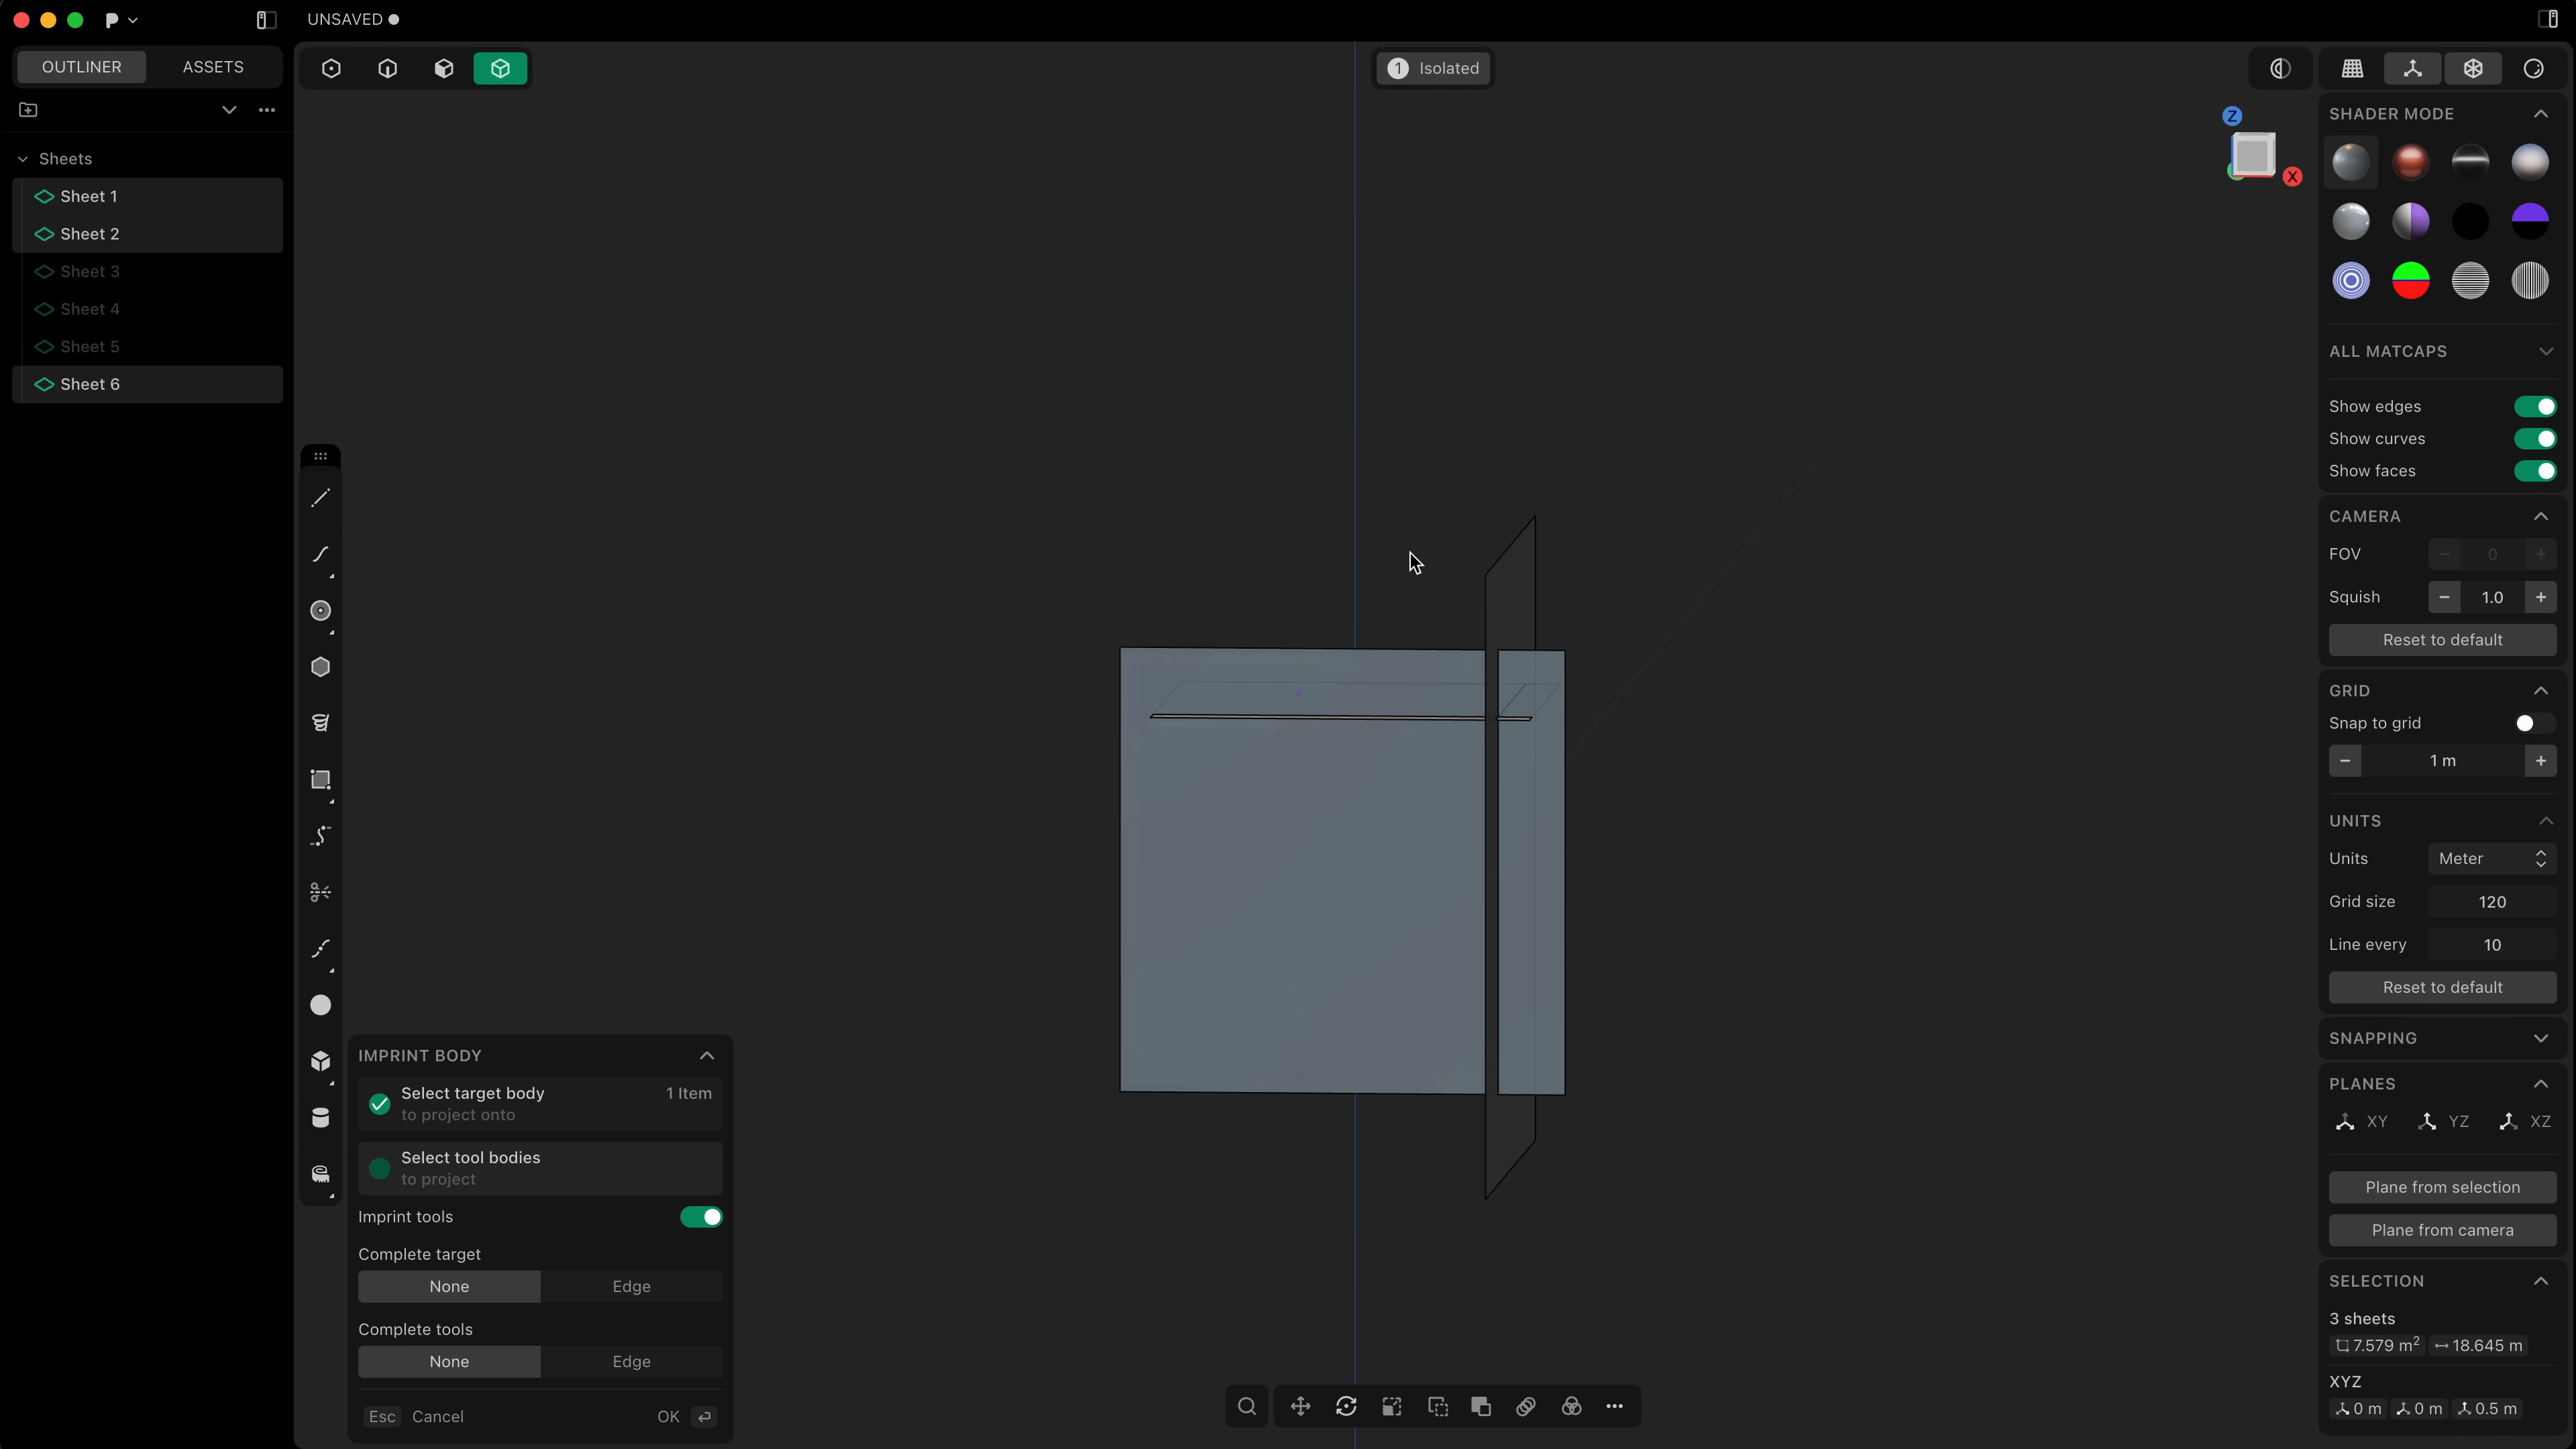 UNSAVED
OUTLINER
ASSETS
Sheets
Sheet 1
Sheet 2
Sheet 3
Sheet 4
Sheet 5
Sheet 6
1 Isolated
Z
X
IMPRINT BODY
Select target body
1 Item
to project onto
Select tool bodies
to project
Imprint tools
Complete target
None
Edge
Complete tools
None
Edge
Esc Cancel
OK
SHADER MODE
ALL MATCAPS
Show edges
Show curves
Show faces
CAMERA
FOV
− 0 +
Squish
− 1.0 +
Reset to default
GRID
Snap to grid
− 1 m +
UNITS
Units
Meter
Grid size
120
Line every
10
Reset to default
SNAPPING
PLANES
XY
YZ
XZ
Plane from selection
Plane from camera
SELECTION
3 sheets
7.579 m²
18.645 m
XYZ
0 m
0 m
0.5 m